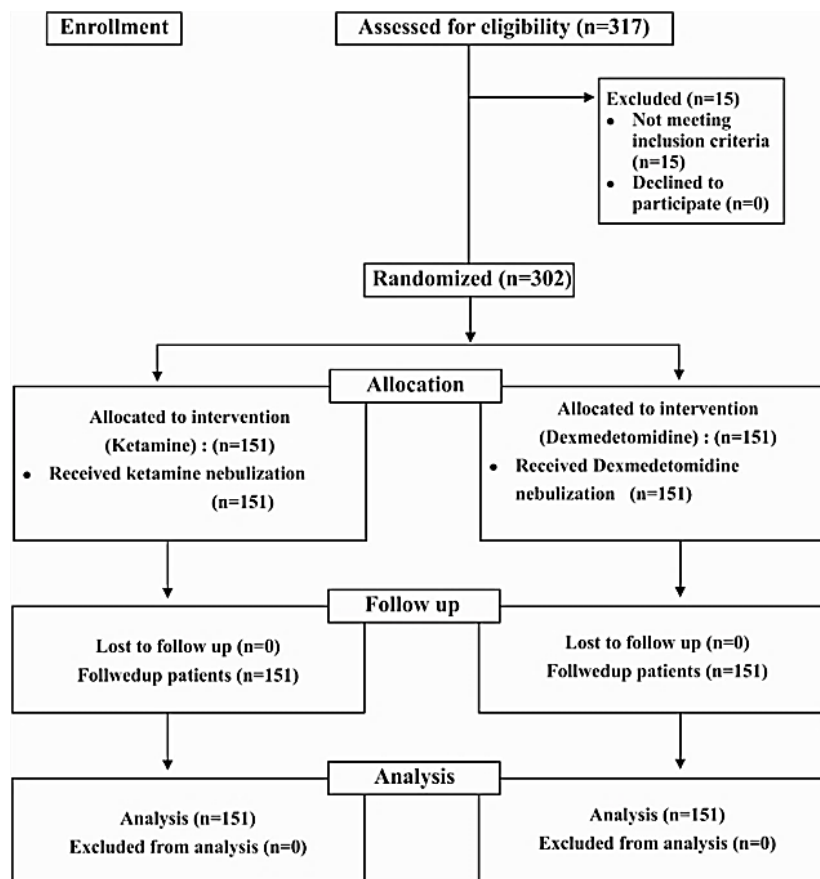 Enrollment
Assessed for eligibility (n=317)
Excluded (n=15)
• Not meeting
inclusion criteria
(n=15)
• Declined to
participate (n=0)
Randomized (n=302)
Allocation
Allocated to intervention
(Ketamine) : (n=151)
• Received ketamine nebulization
(n=151)
Allocated to intervention
(Dexmedetomidine) : (n=151)
• Received Dexmedetomidine
nebulization (n=151)
Follow up
Lost to follow up (n=0)
Follwedup patients (n=151)
Lost to follow up (n=0)
Follwedup patients (n=151)
Analysis
Analysis (n=151)
Excluded from analysis (n=0)
Analysis (n=151)
Excluded from analysis (n=0)